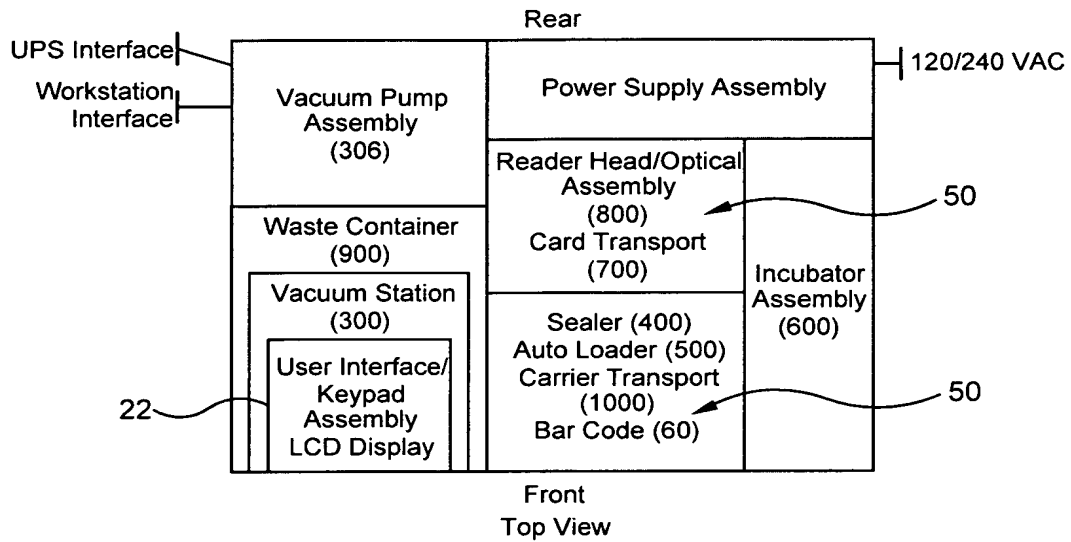 Rear
UPS Interface
Workstation
Interface
120/240 VAC
Vacuum Pump
Assembly
(306)
Power Supply Assembly
Reader Head/Optical
Assembly
(800)
Card Transport
(700)
50
Waste Container
(900)
Vacuum Station
(300)
User Interface/
Keypad
Assembly
LCD Display
22
Sealer (400)
Auto Loader (500)
Carrier Transport
(1000)
Bar Code (60)
50
Incubator
Assembly
(600)
Front
Top View